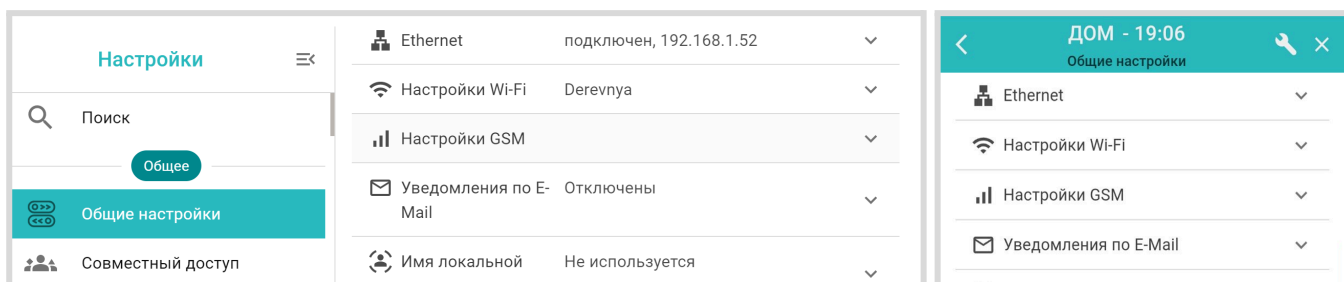 Настройки
Поиск
Общее
Общие настройки
Совместный доступ
Ethernet подключен, 192.168.1.52
Настройки Wi-Fi Derevnya
Настройки GSM
Уведомления по E- Отключены
Mail
Имя локальной Не используется
ДОМ - 19:06
Общие настройки
Ethernet
Настройки Wi-Fi
Настройки GSM
Уведомления по E-Mail